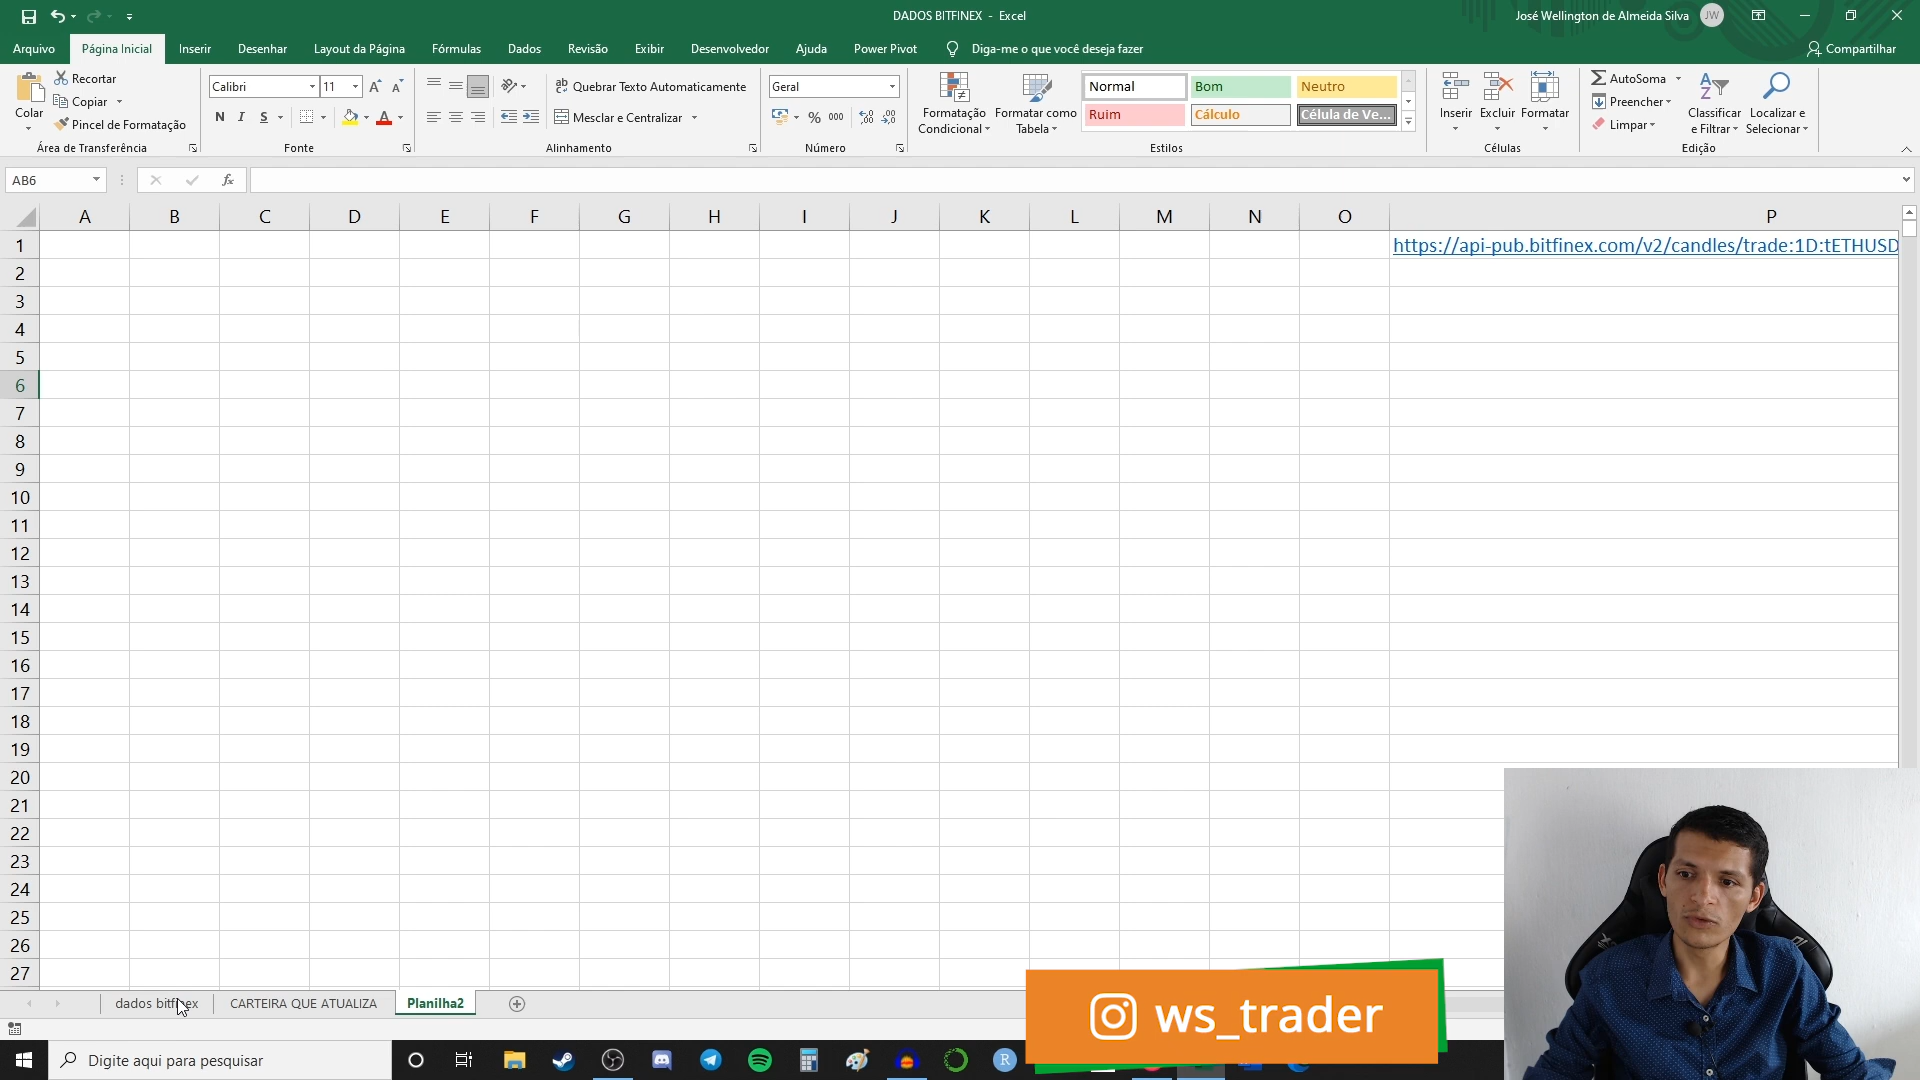 DADOS BITFINEX - Excel
José Wellington de Almeida Silva
JW
Arquivo
Página Inicial
Inserir
Desenhar
Layout da Página
Fórmulas
Dados
Revisão
Exibir
Desenvolvedor
Ajuda
Power Pivot
Diga-me o que você deseja fazer
Compartilhar
Colar
Recortar
Copiar
Pincel de Formatação
Área de Transferência
Calibri
11
N I S
Fonte
Quebrar Texto Automaticamente
Mesclar e Centralizar
Alinhamento
Geral
% 000
Número
Formatação Condicional
Formatar como Tabela
Normal
Bom
Neutro
Ruim
Cálculo
Célula de Ve...
Estilos
Inserir
Excluir
Formatar
Células
AutoSoma
Preencher
Limpar
Classificar e Filtrar
Localizar e Selecionar
Edição
AB6
fx
A B C D E F G H I J K L M N O P
1 https://api-pub.bitfinex.com/v2/candles/trade:1D:tETHUSD
2
3
4
5
6
7
8
9
10
11
12
13
14
15
16
17
18
19
20
21
22
23
24
25
26
27
dados bitfinex
CARTEIRA QUE ATUALIZA
Planilha2
ws_trader
Digite aqui para pesquisar
R